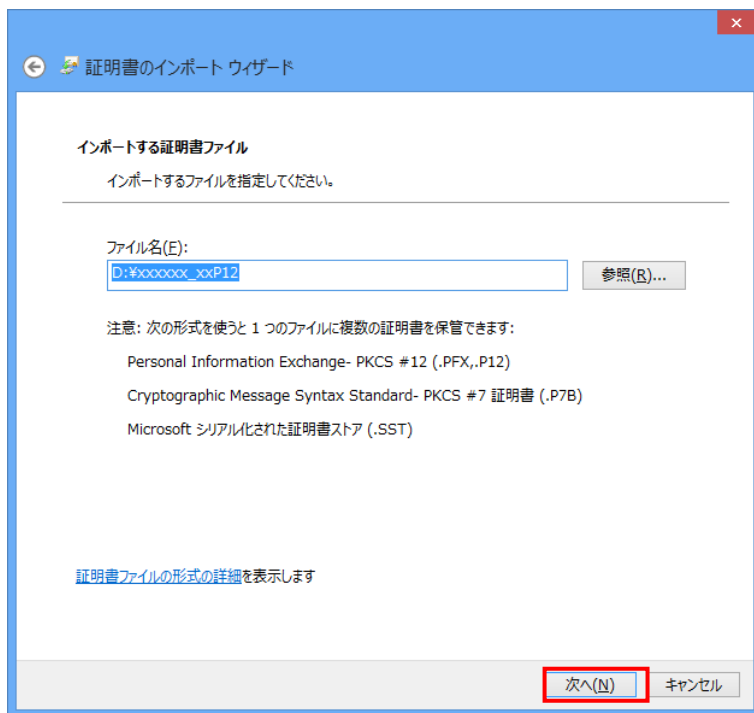 証明書のインポート ウィザード
インポートする証明書ファイル
インポートするファイルを指定してください。
ファイル名(F):
D:¥xxxxxx_xxP12
参照(R)...
注意: 次の形式を使うと 1 つのファイルに複数の証明書を保管できます:
Personal Information Exchange- PKCS #12 (.PFX,.P12)
Cryptographic Message Syntax Standard- PKCS #7 証明書 (.P7B)
Microsoft シリアル化された証明書ストア (.SST)
証明書ファイルの形式の詳細を表示します
次へ(N)
キャンセル